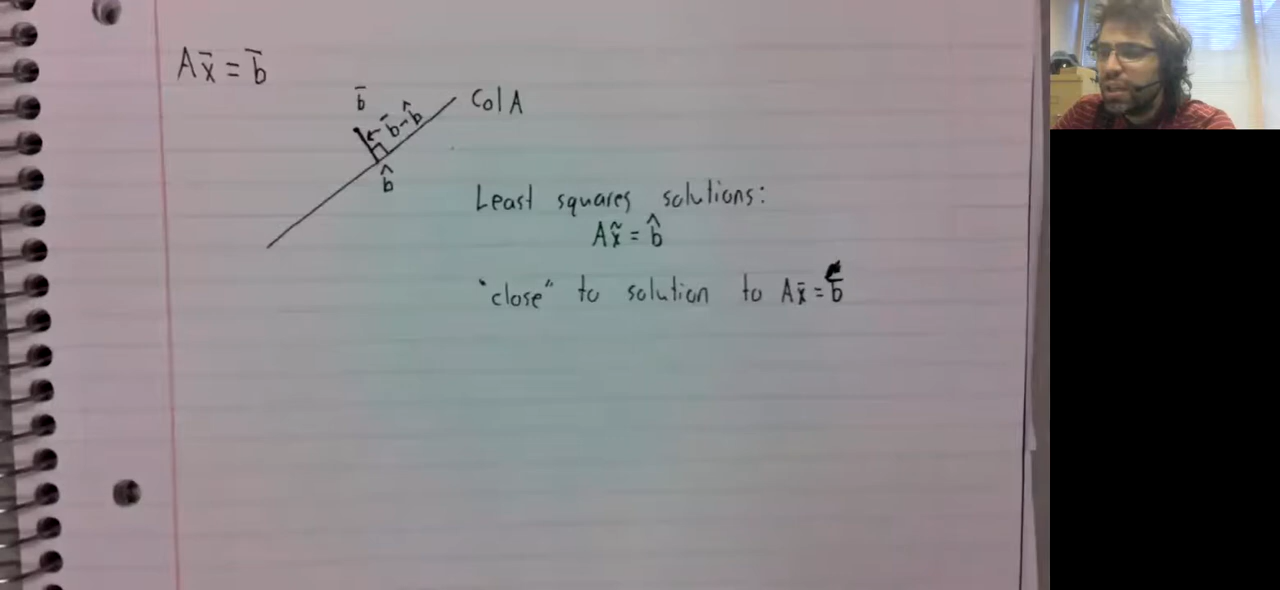 Ax̄ = b̄
b̄
b̄-b̂
Col A
b̂
Least squares solutions:
Ax̃ = b̂
"close" to solution to Ax̄ = b̄